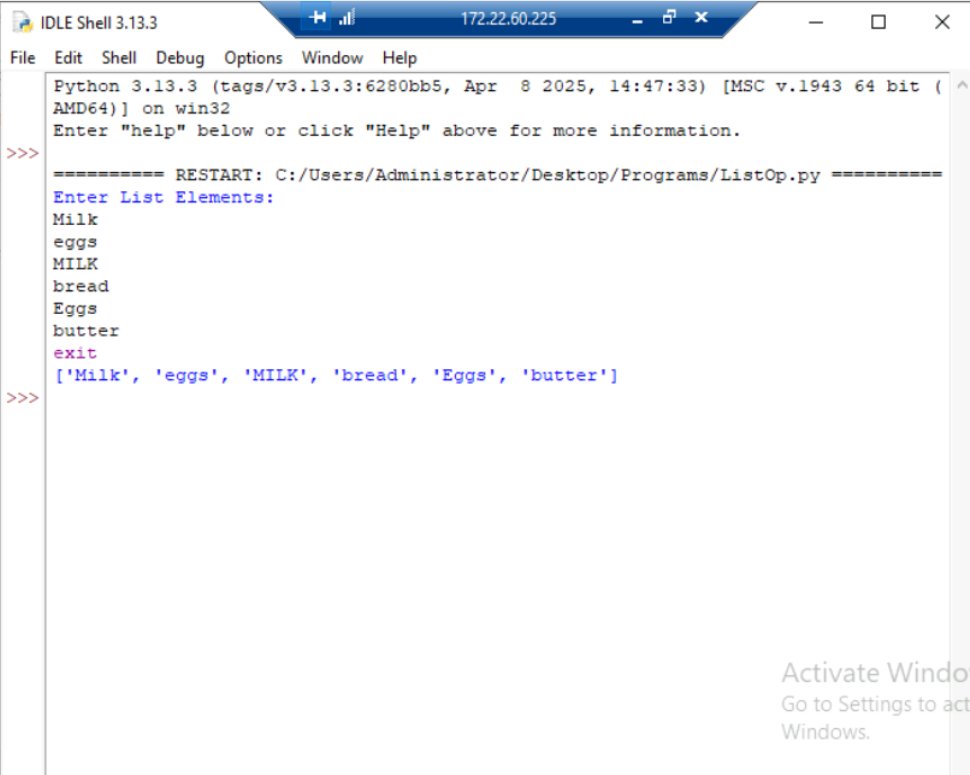 IDLE Shell 3.13.3
172.22.60.225
File Edit Shell Debug Options Window Help
Python 3.13.3 (tags/v3.13.3:6280bb5, Apr  8 2025, 14:47:33) [MSC v.1943 64 bit (
AMD64)] on win32
Enter "help" below or click "Help" above for more information.
>>>
========== RESTART: C:/Users/Administrator/Desktop/Programs/ListOp.py ==========
Enter List Elements:
Milk
eggs
MILK
bread
Eggs
butter
exit
['Milk', 'eggs', 'MILK', 'bread', 'Eggs', 'butter']
>>>
Activate Windo
Go to Settings to act
Windows.